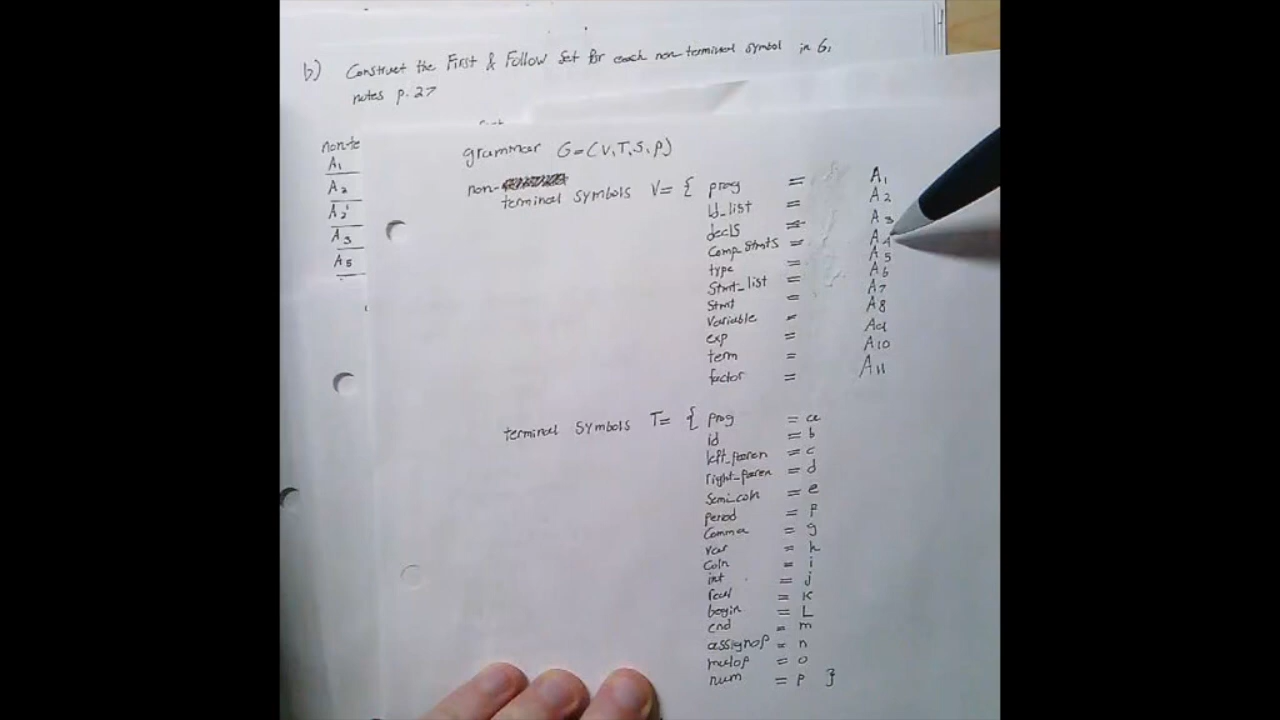 b) Construct the First & Follow Set for each non-terminal symbol in G.
notes p.27
non-te
A1
A2
A2'
A3
A5
grammar G=(V,T,S,P)
non-
terminal symbols V= { prog = A1
id_list = A2
decls = A3
Comp_Stmts = A4
type = A5
Stmt_list = A6
Stmt = A7
Variable = A8
exp = A9
term = A10
factor = A11
terminal symbols T= { prog = a
id = b
left_paren = c
right_paren = d
Semi_coln = e
period = f
Comma = g
var = h
Coln = i
int = j
real = K
begin = L
end = m
assignop = n
mulop = o
num = p }